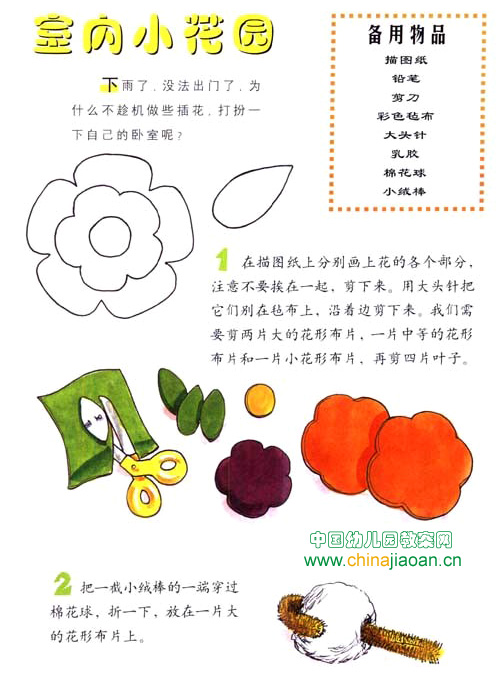 室内小花园
下雨了，没法出门了，为
什么不趁机做些插花，打扮一
下自己的卧室呢？
备用物品
描图纸
铅笔
剪刀
彩色毡布
大头针
乳胶
棉花球
小绒棒
1 在描图纸上分别画上花的各个部分，
注意不要挨在一起，剪下来。用大头针把
它们别在毡布上，沿着边剪下来。我们需
要剪两片大的花形布片，一片中等的花形
布片和一片小花形布片，再剪四片叶子。
中国幼儿园教案网
www.chinajiaoan.cn
2 把一截小绒棒的一端穿过
棉花球，折一下，放在一片大
的花形布片上。